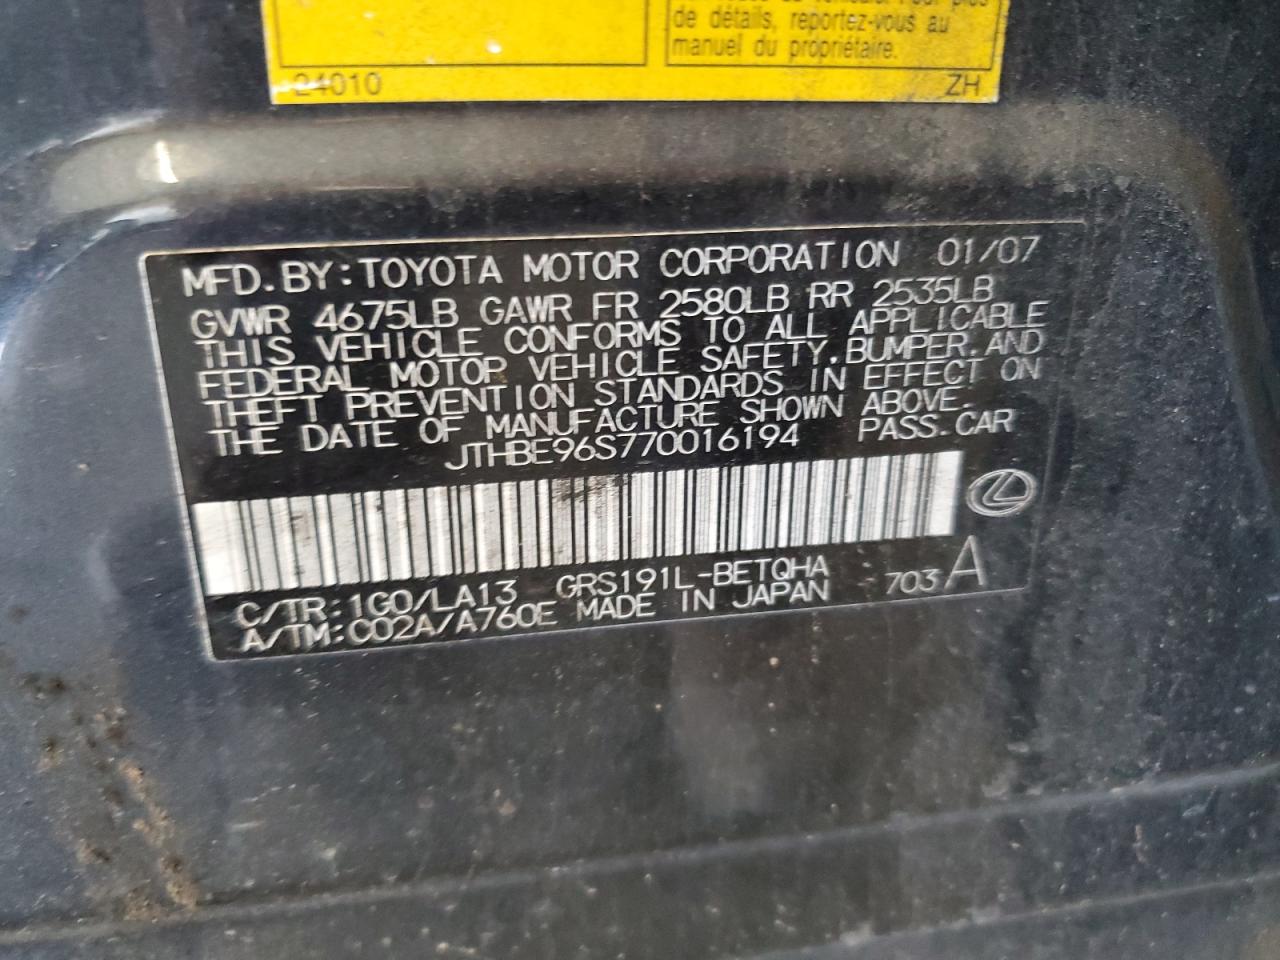 de détails, reportez-vous au
manuel du propriétaire.
24010 ZH
MFD. BY: TOYOTA MOTOR CORPORATION 01/07
GVWR 4675LB GAWR FR 2580LB RR 2535LB
THIS VEHICLE CONFORMS TO ALL APPLICABLE
FEDERAL MOTOR VEHICLE SAFETY, BUMPER, AND
THEFT PREVENTION STANDARDS IN EFFECT ON
THE DATE OF MANUFACTURE SHOWN ABOVE.
JTHBE96S770016194 PASS. CAR
C/TR: 1G0/LA13 GRS191L-BETQHA 703 A
A/TM: C02A/A760E MADE IN JAPAN